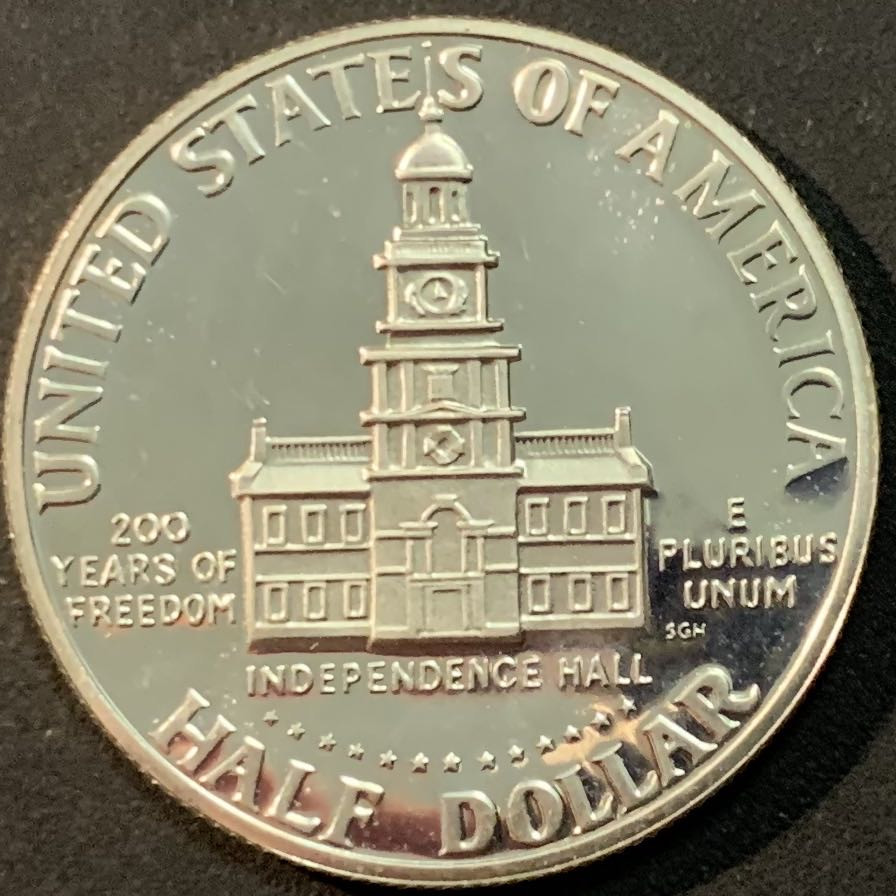 UNITED STATES OF AMERICA
200
YEARS OF
FREEDOM
E
PLURIBUS
UNUM
SGH
INDEPENDENCE HALL
HALF DOLLAR